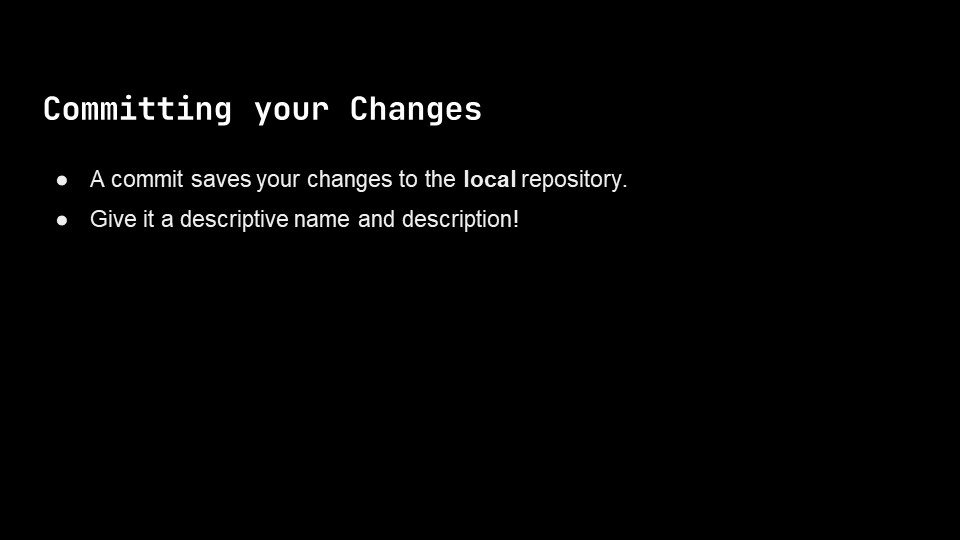 Committing your Changes
● A commit saves your changes to the local repository.
● Give it a descriptive name and description!